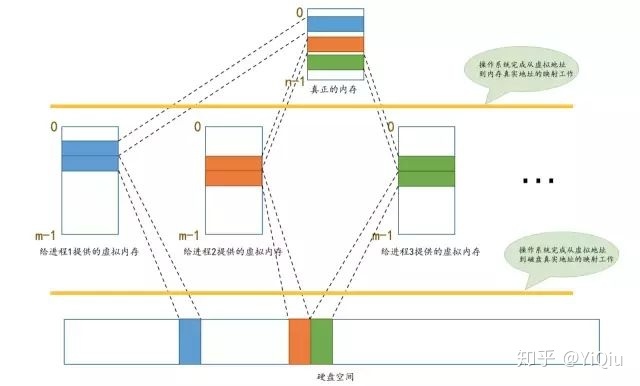 0
n-1
真正的内存
操作系统完成从虚拟地址
到内存真实地址的映射工作
0
0
0
...
m-1
m-1
m-1
给进程1提供的虚拟内存
给进程2提供的虚拟内存
给进程3提供的虚拟内存
操作系统完成从虚拟地址
到磁盘真实地址的映射工作
硬盘空间
知乎 @YiQiu